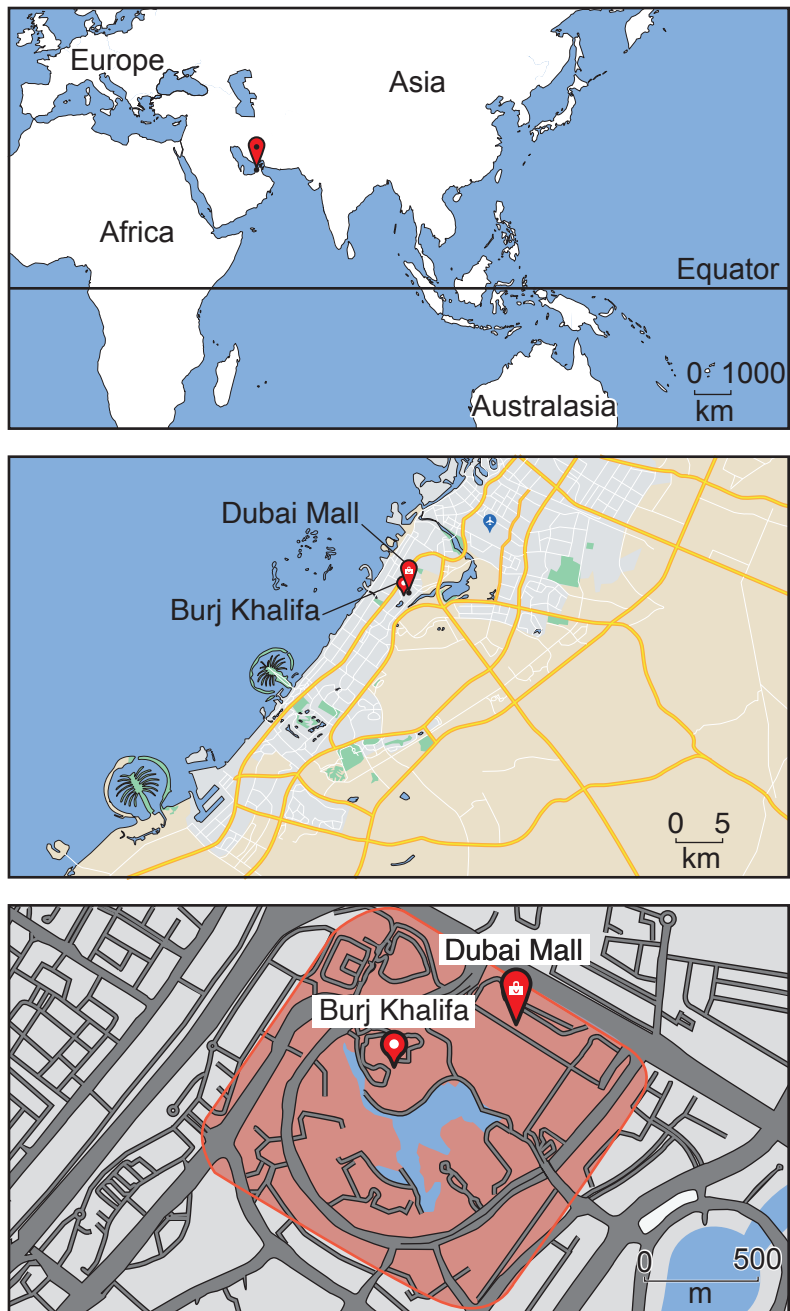 Europe
Asia
Africa
Equator
0 1000
km
Australasia
Dubai Mall
Burj Khalifa
0 5
km
Dubai Mall
Burj Khalifa
0 500
m